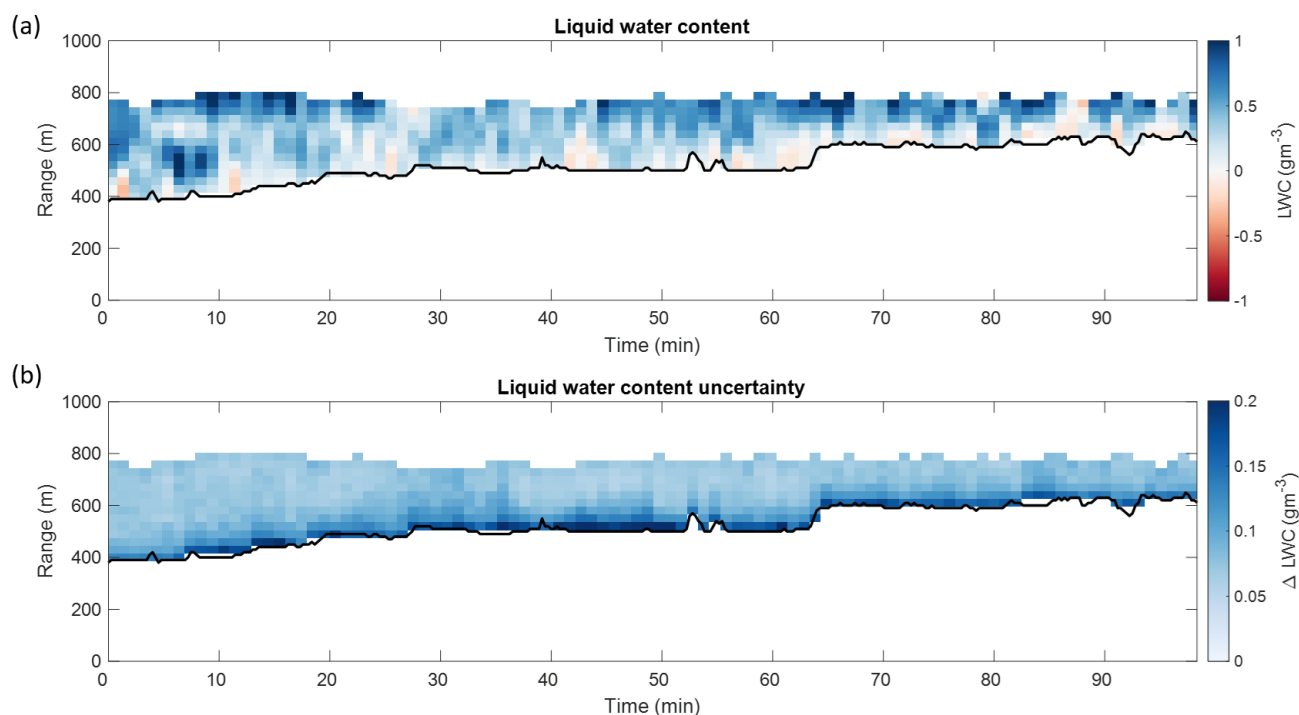 (a)
Liquid water content
1000
800
600
400
200
0
Range (m)
0 10 20 30 40 50 60 70 80 90
Time (min)
1
0.5
0
-0.5
-1
LWC (gm⁻³)
(b)
Liquid water content uncertainty
1000
800
600
400
200
0
Range (m)
0 10 20 30 40 50 60 70 80 90
Time (min)
0.2
0.15
0.1
0.05
0
Δ LWC (gm⁻³)